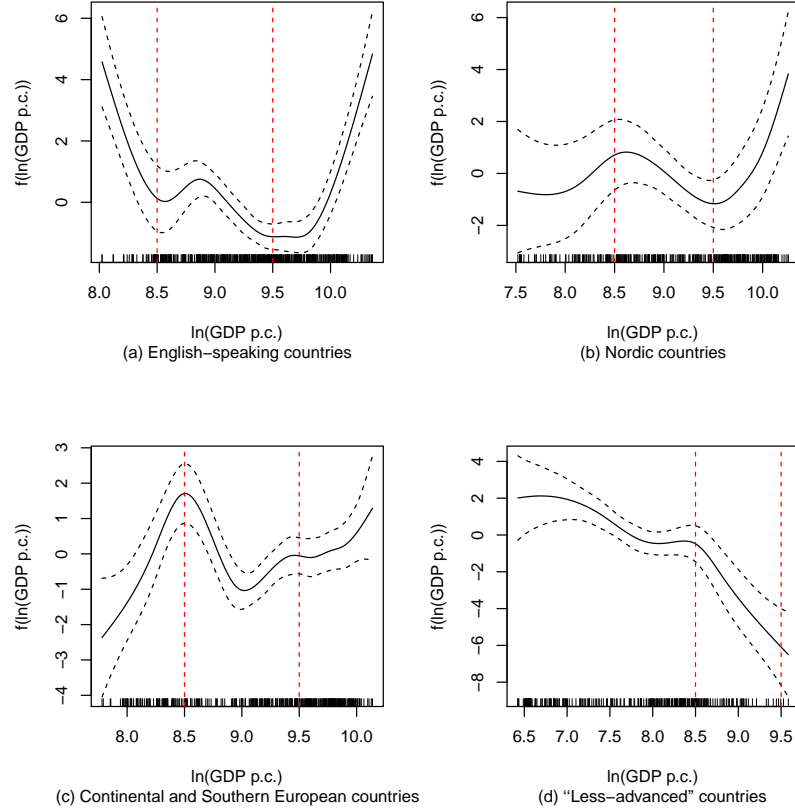 f(ln(GDP p.c.))
6
4
2
0
8.0 8.5 9.0 9.5 10.0
ln(GDP p.c.)
(a) English−speaking countries
f(ln(GDP p.c.))
6
4
2
0
−2
7.5 8.0 8.5 9.0 9.5 10.0
ln(GDP p.c.)
(b) Nordic countries
f(ln(GDP p.c.))
3
2
1
0
−1
−2
−3
−4
8.0 8.5 9.0 9.5 10.0
ln(GDP p.c.)
(c) Continental and Southern European countries
f(ln(GDP p.c.))
4
2
0
−2
−4
−6
−8
6.5 7.0 7.5 8.0 8.5 9.0 9.5
ln(GDP p.c.)
(d) ‘‘Less−advanced’’ countries